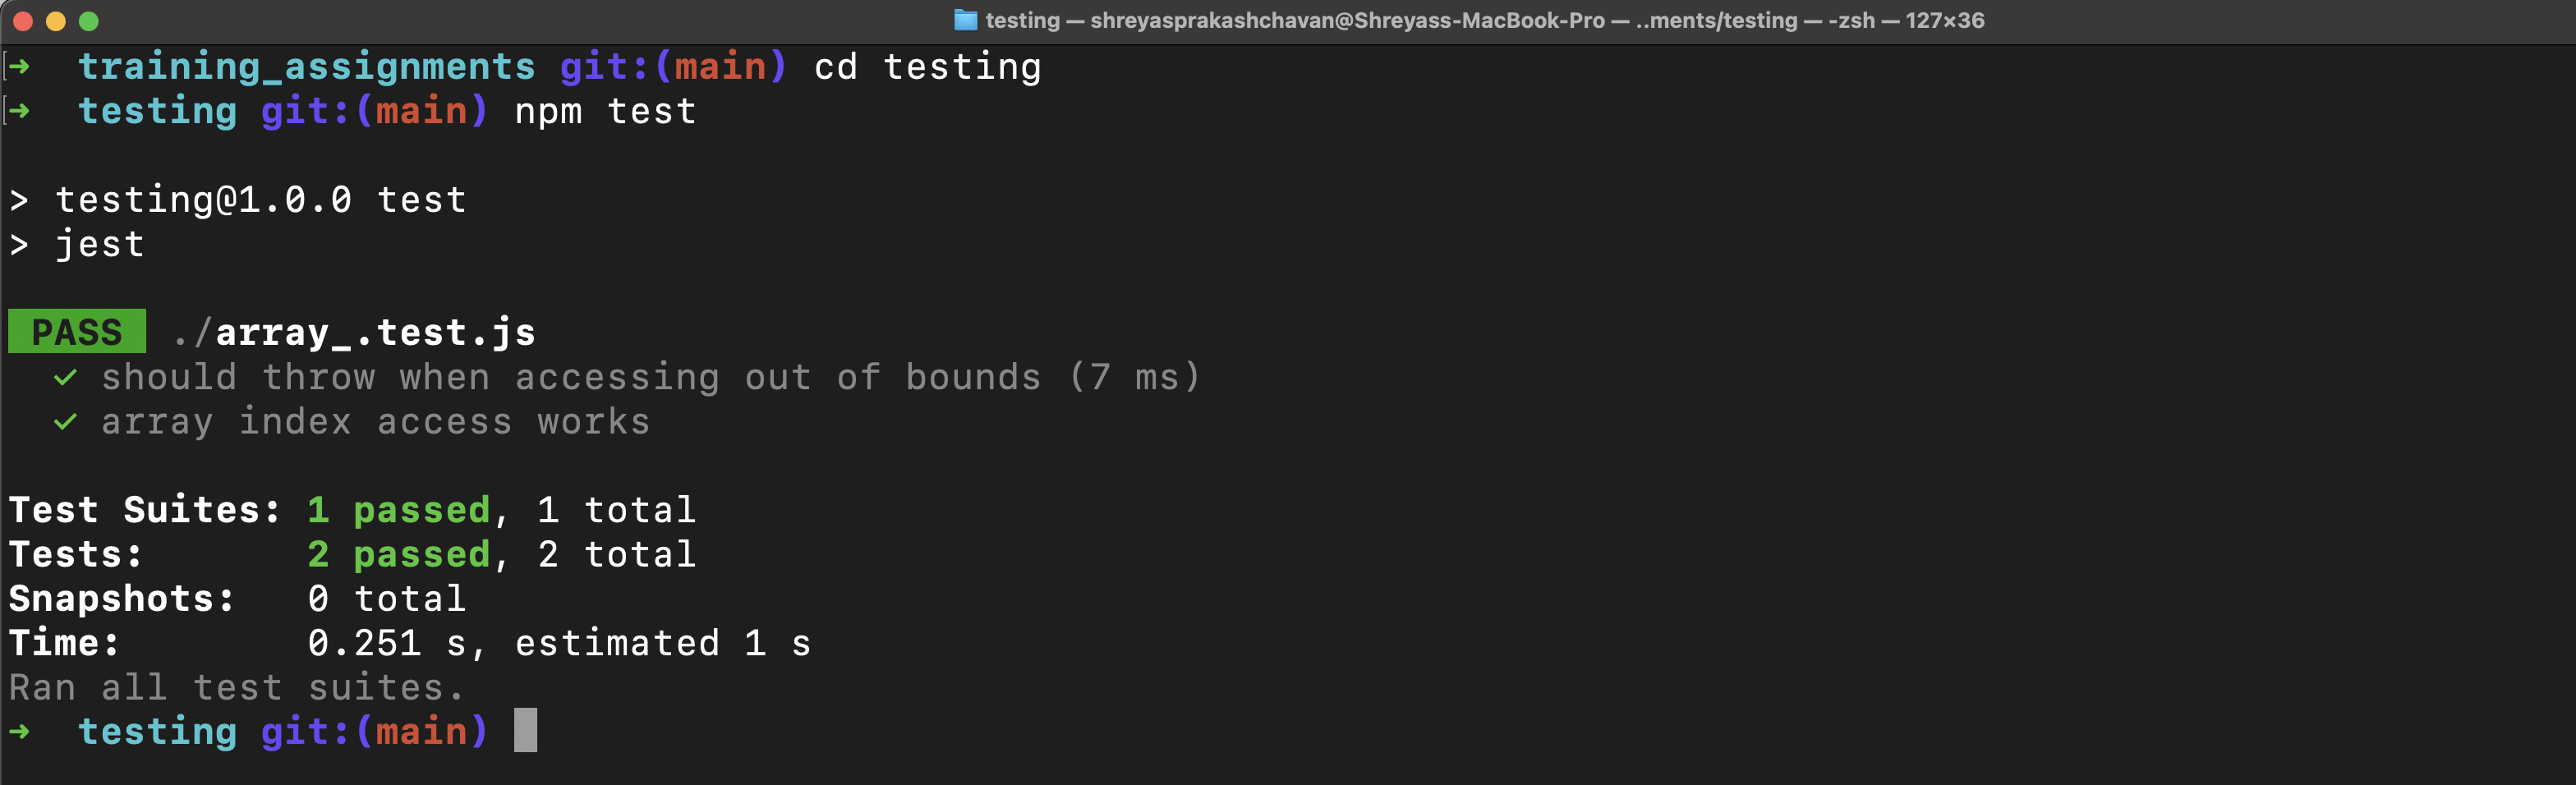 testing — shreyasprakashchavan@Shreyass-MacBook-Pro — ..ments/testing — -zsh — 127×36
[➜  training_assignments git:(main) cd testing
[➜  testing git:(main) npm test
> testing@1.0.0 test
> jest
PASS ./array_.test.js
✓ should throw when accessing out of bounds (7 ms)
✓ array index access works
Test Suites: 1 passed, 1 total
Tests:       2 passed, 2 total
Snapshots:   0 total
Time:        0.251 s, estimated 1 s
Ran all test suites.
➜  testing git:(main)